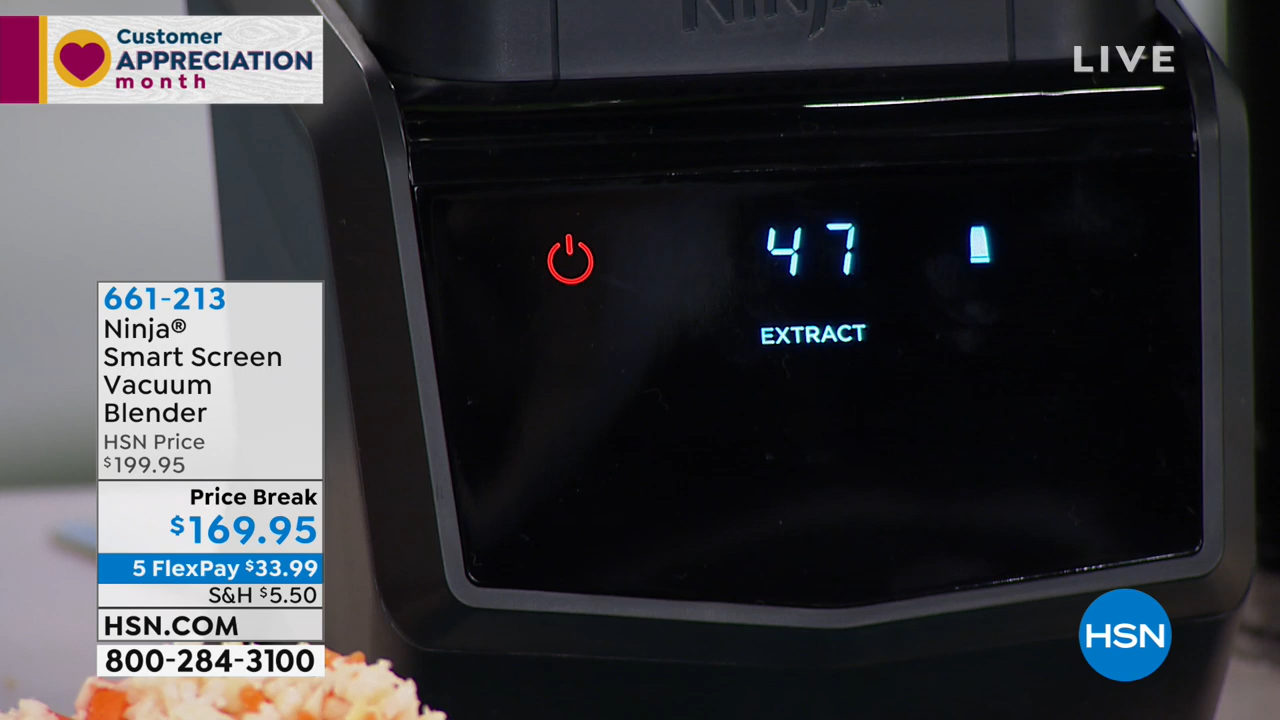 Customer
APPRECIATION
month
NINJA
LIVE
47
EXTRACT
661-213
Ninja®
Smart Screen
Vacuum
Blender
HSN Price
$199.95
Price Break
$169.95
5 FlexPay $33.99
S&H $5.50
HSN.COM
800-284-3100
HSN